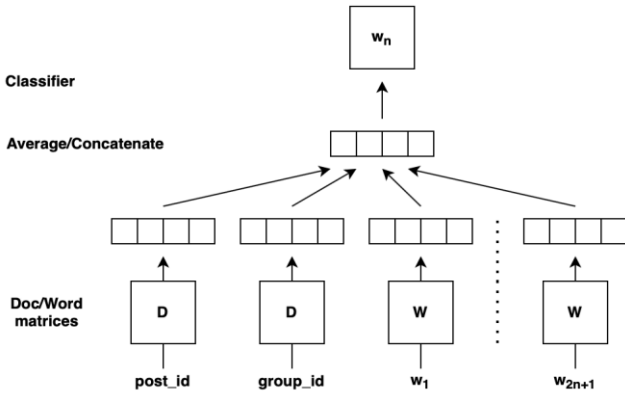 wn
Classifier
Average/Concatenate
Doc/Word
matrices
D
D
W
W
post_id
group_id
w1
w2n+1